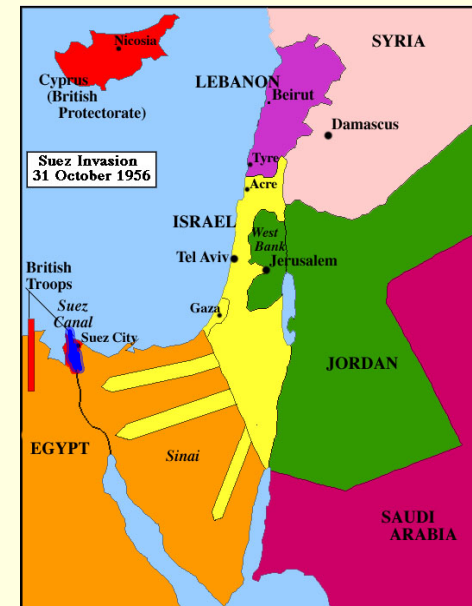 Nicosia
SYRIA
Cyprus
(British
Protectorate)
LEBANON
Beirut
Damascus
Suez Invasion
31 October 1956
Tyre
Acre
ISRAEL
West
Bank
Tel Aviv
Jerusalem
British
Troops
Suez
Canal
Gaza
Suez City
JORDAN
EGYPT
Sinai
SAUDI
ARABIA